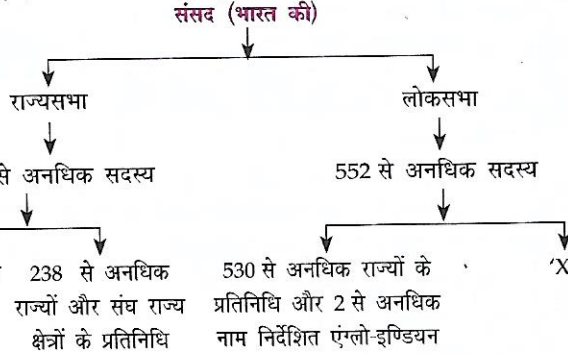 संसद (भारत की)
राज्यसभा
लोकसभा
से अनधिक सदस्य
552 से अनधिक सदस्य
238 से अनधिक
राज्यों और संघ राज्य
क्षेत्रों के प्रतिनिधि
530 से अनधिक राज्यों के
प्रतिनिधि और 2 से अनधिक
नाम निर्देशित एंग्लो-इण्डियन
'X